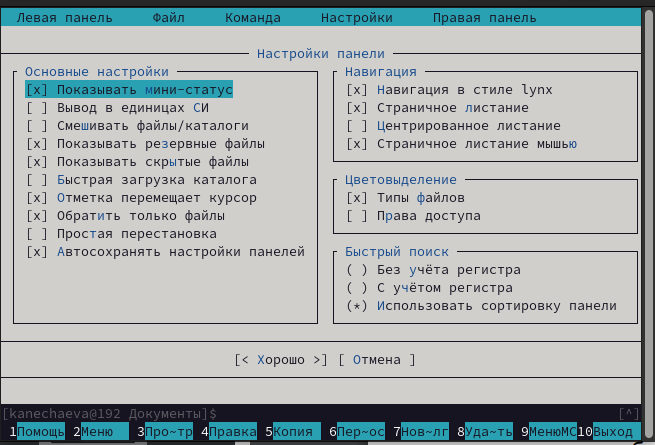 Левая панель Файл Команда Настройки Правая панель
Настройки панели
Основные настройки
[x] Показывать мини-статус
[ ] Вывод в единицах СИ
[ ] Смешивать файлы/каталоги
[x] Показывать резервные файлы
[x] Показывать скрытые файлы
[ ] Быстрая загрузка каталога
[x] Отметка перемещает курсор
[x] Обратить только файлы
[ ] Простая перестановка
[x] Автосохранять настройки панелей
Навигация
[x] Навигация в стиле lynx
[x] Страничное листание
[ ] Центрированное листание
[x] Страничное листание мышью
Цветовыделение
[x] Типы файлов
[ ] Права доступа
Быстрый поиск
( ) Без учёта регистра
( ) С учётом регистра
(*) Использовать сортировку панели
[< Хорошо >] [ Отмена ]
[kanechaeva@192 Документы]$ [^]
1Помощь 2Меню 3Про~тр 4Правка 5Копия 6Пер~ос 7Нов~лг 8Уда~ть 9МенюMC 10Выход